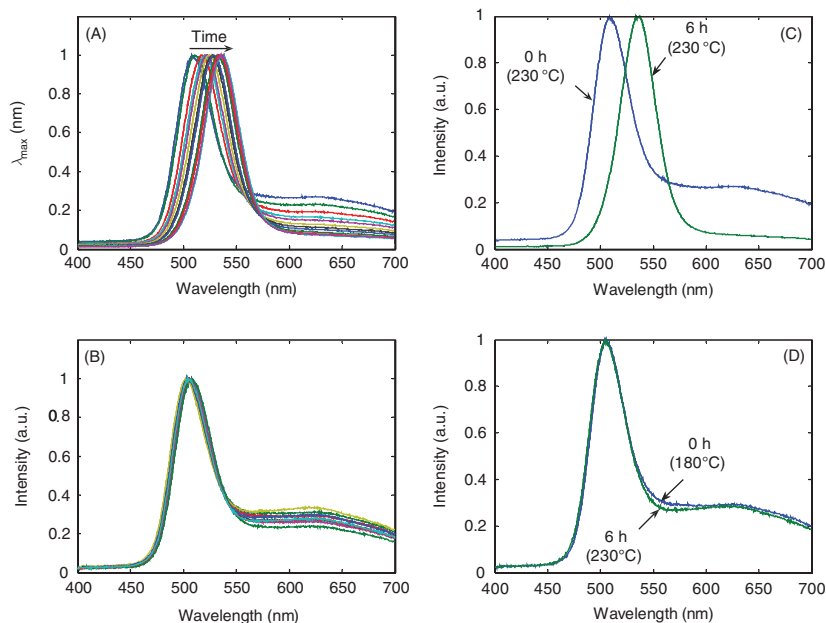 (A)
Time
λmax (nm)
1
0.8
0.6
0.4
0.2
0
400 450 500 550 600 650 700
Wavelength (nm)
(C)
0 h
(230 °C)
6 h
(230 °C)
Intensity (a.u.)
1
0.8
0.6
0.4
0.2
0
400 450 500 550 600 650 700
Wavelength (nm)
(B)
Intensity (a.u.)
1
0.8
0.6
0.4
0.2
0
400 450 500 550 600 650 700
Wavelength (nm)
(D)
0 h
(180°C)
6 h
(230°C)
Intensity (a.u.)
1
0.8
0.6
0.4
0.2
0
400 450 500 550 600 650 700
Wavelength (nm)